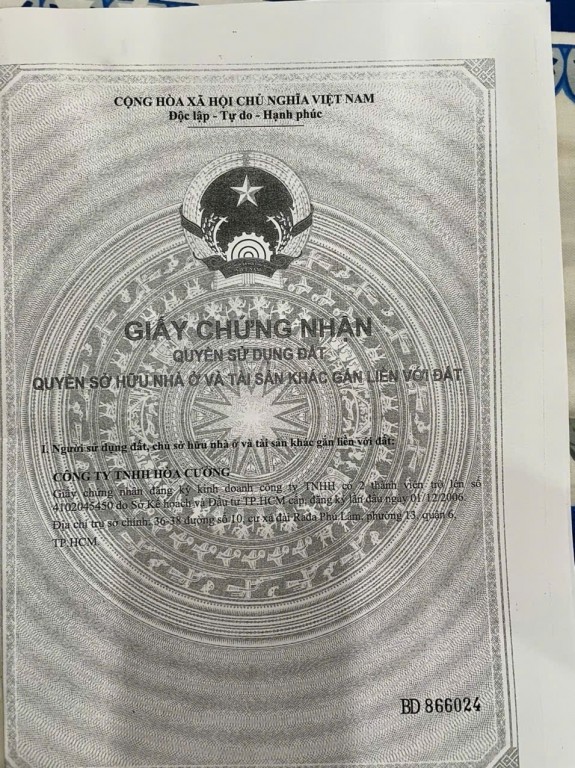 CỘNG HÒA XÃ HỘI CHỦ NGHĨA VIỆT NAM
Độc lập - Tự do - Hạnh phúc
GIẤY CHỨNG NHẬN
QUYỀN SỬ DỤNG ĐẤT
QUYỀN SỞ HỮU NHÀ Ở VÀ TÀI SẢN KHÁC GẮN LIỀN VỚI ĐẤT
I. Người sử dụng đất, chủ sở hữu nhà ở và tài sản khác gắn liền với đất:
CÔNG TY TNHH HÒA CƯỜNG
Giấy chứng nhận đăng ký kinh doanh công ty TNHH có 2 thành viên trở lên số
4102045450 do Sở Kế hoạch và Đầu tư TP.HCM cấp, đăng ký lần đầu ngày 01/12/2006.
Địa chỉ trụ sở chính: 36-38 đường số 10, cư xá đài Rađa Phú Lâm, phường 13, quận 6,
TP.HCM.
BD 866024